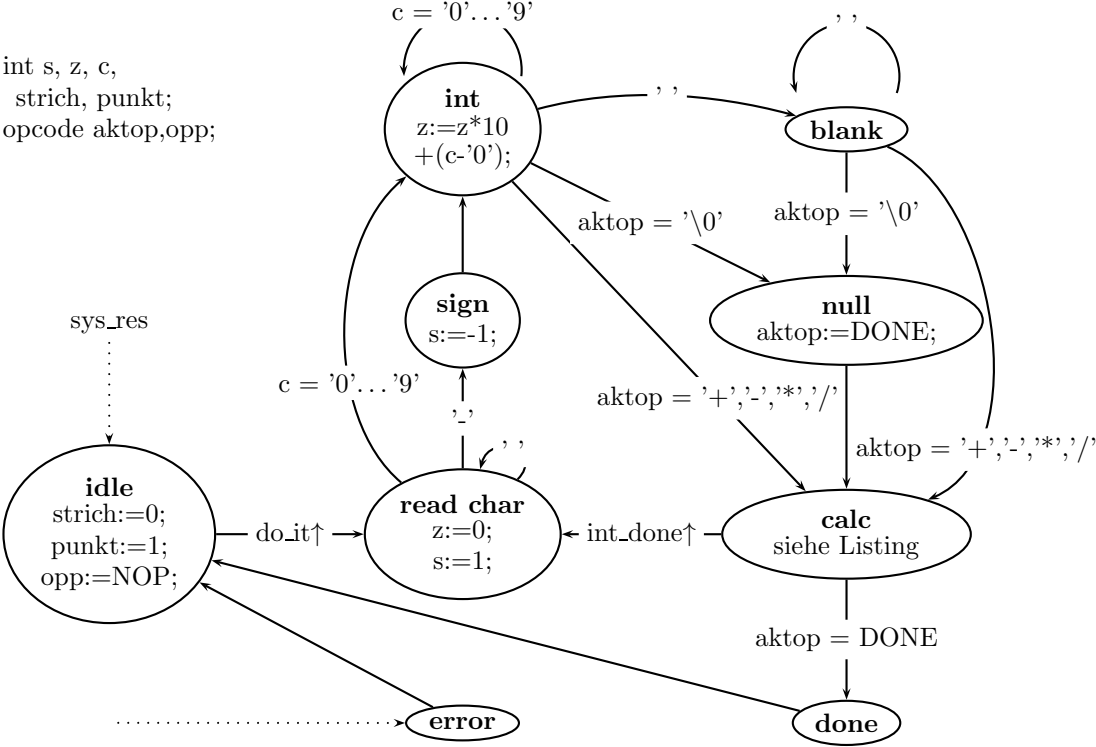 c = '0'...'9'
' '
int s, z, c,
strich, punkt;
opcode aktop,opp;
int
z:=z*10
+(c-'0');
' '
blank
aktop = '\0'
aktop = '\0'
sign
s:=-1;
null
aktop:=DONE;
sys_res
c = '0'...'9'
aktop = '+','-','*','/'
'-'
' '
aktop = '+','-','*','/'
idle
strich:=0;
punkt:=1;
opp:=NOP;
do_it↑
read char
z:=0;
s:=1;
int_done↑
calc
siehe Listing
aktop = DONE
error
done